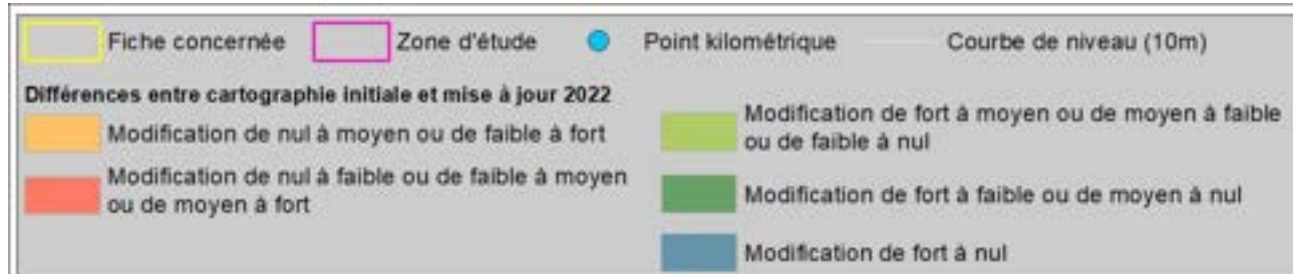 Fiche concernée Zone d'étude Point kilométrique Courbe de niveau (10m)
Différences entre cartographie initiale et mise à jour 2022
Modification de nul à moyen ou de faible à fort
Modification de nul à faible ou de faible à moyen
ou de moyen à fort
Modification de fort à moyen ou de moyen à faible
ou de faible à nul
Modification de fort à faible ou de moyen à nul
Modification de fort à nul